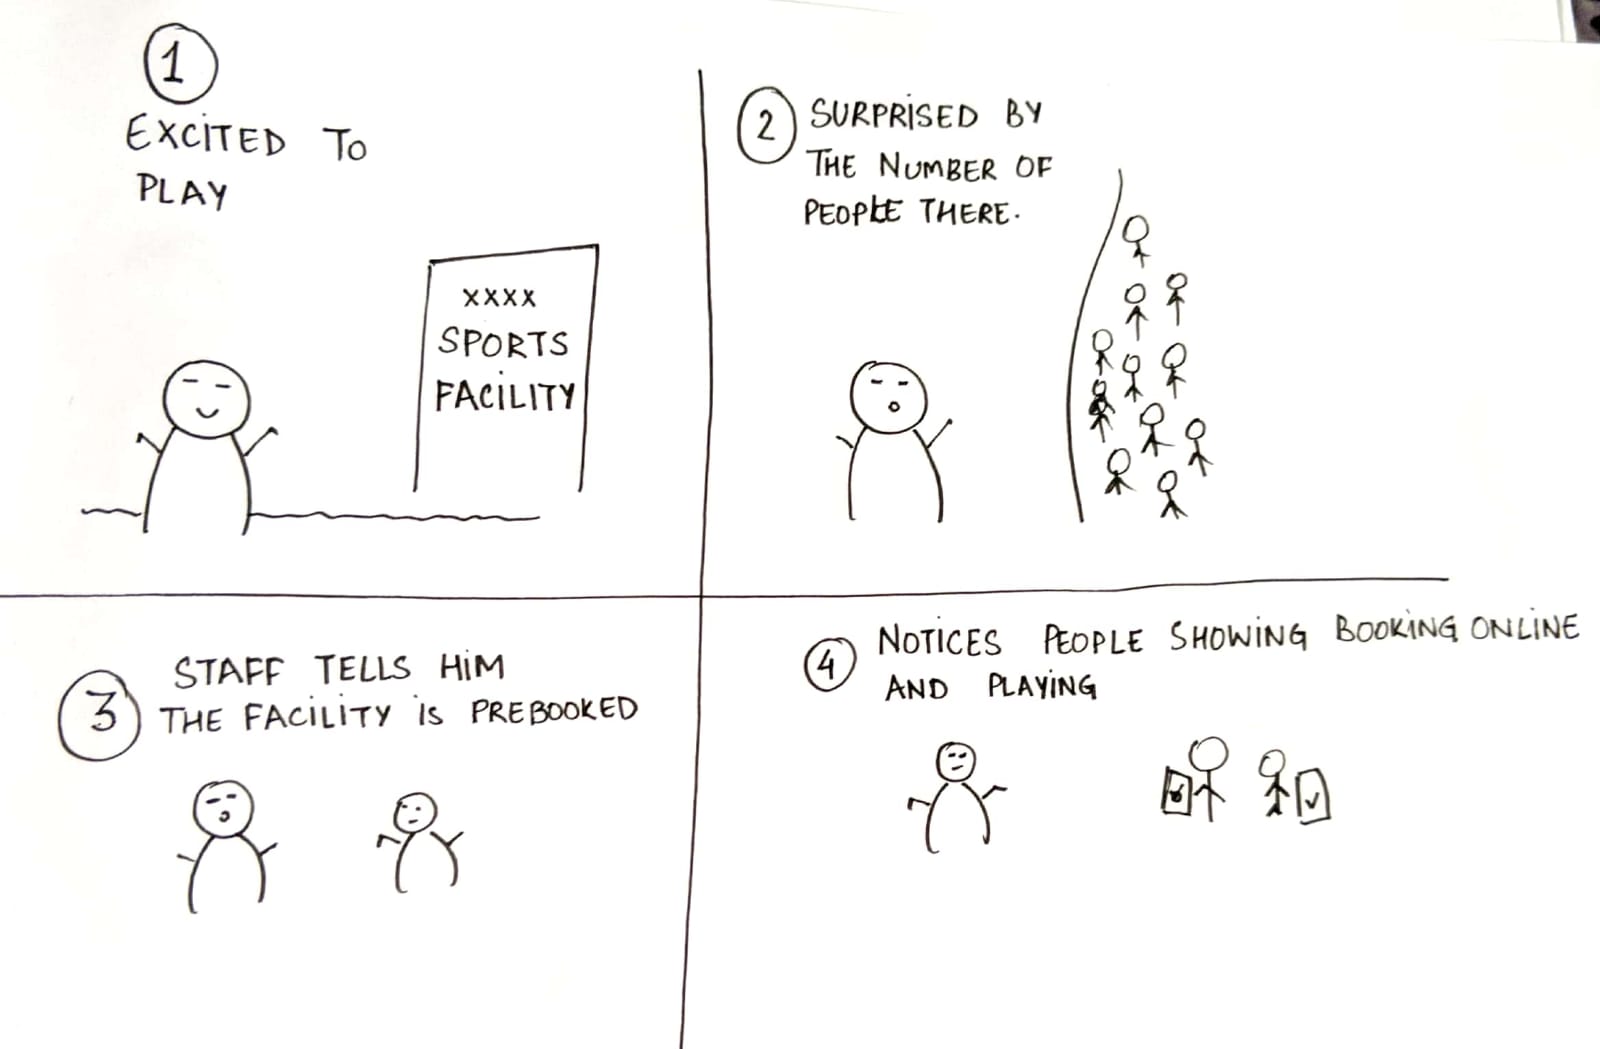 1
EXCITED TO
PLAY
XXXX
SPORTS
FACILITY
2
SURPRISED BY
THE NUMBER OF
PEOPLE THERE.
3
STAFF TELLS HIM
THE FACILITY IS PREBOOKED
4
NOTICES PEOPLE SHOWING BOOKING ONLINE
AND PLAYING